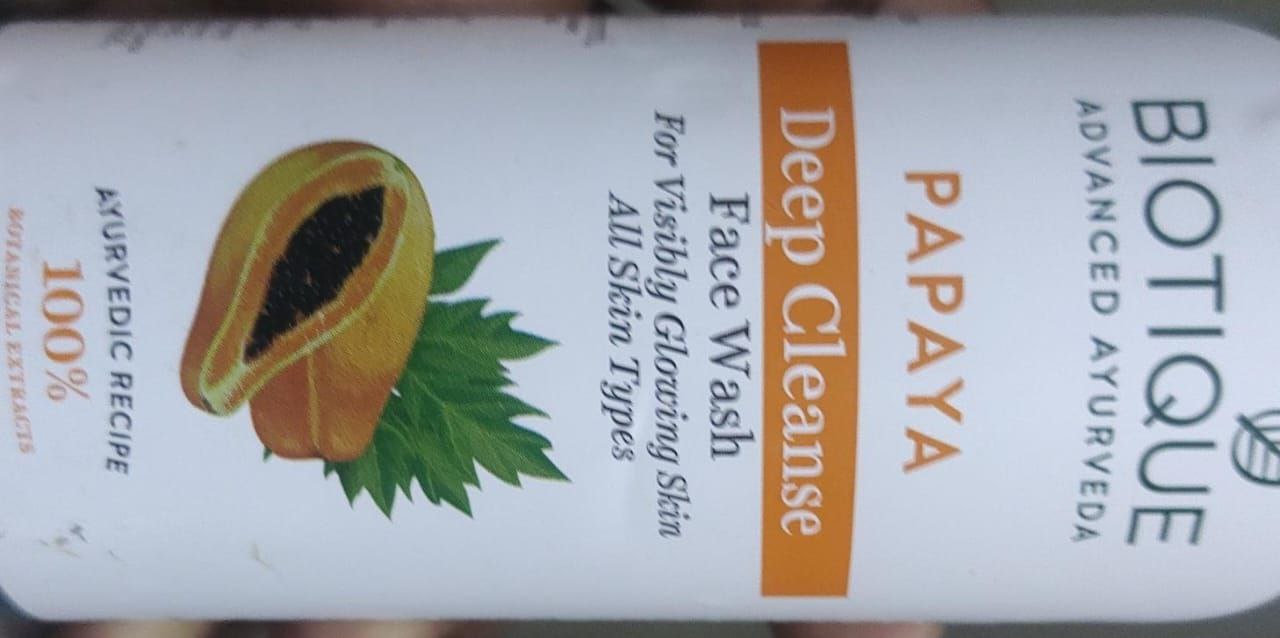 BIOTIQUE
ADVANCED AYURVEDA
PAPAYA
Deep Cleanse
Face Wash
For Visibly Glowing Skin
All Skin Types
AYURVEDIC RECIPE
100%
BOTANICAL EXTRACTS